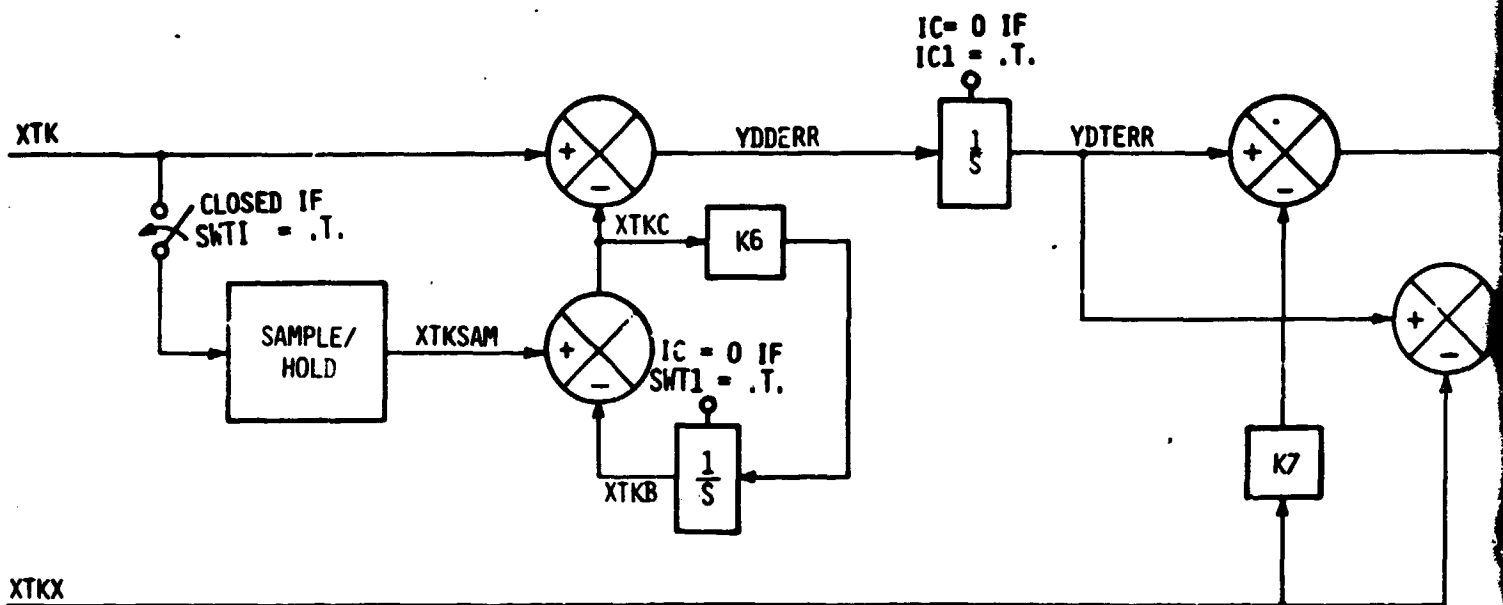 IC= 0 IF
IC1 = .T.
XTK
+
−
YDDERR
1
S
YDTERR
+
−
CLOSED IF
SWTI = .T.
XTKC
K6
SAMPLE/
HOLD
XTKSAM
+
−
IC = 0 IF
SWT1 = .T.
+
−
XTKB
1
S
K7
XTKX